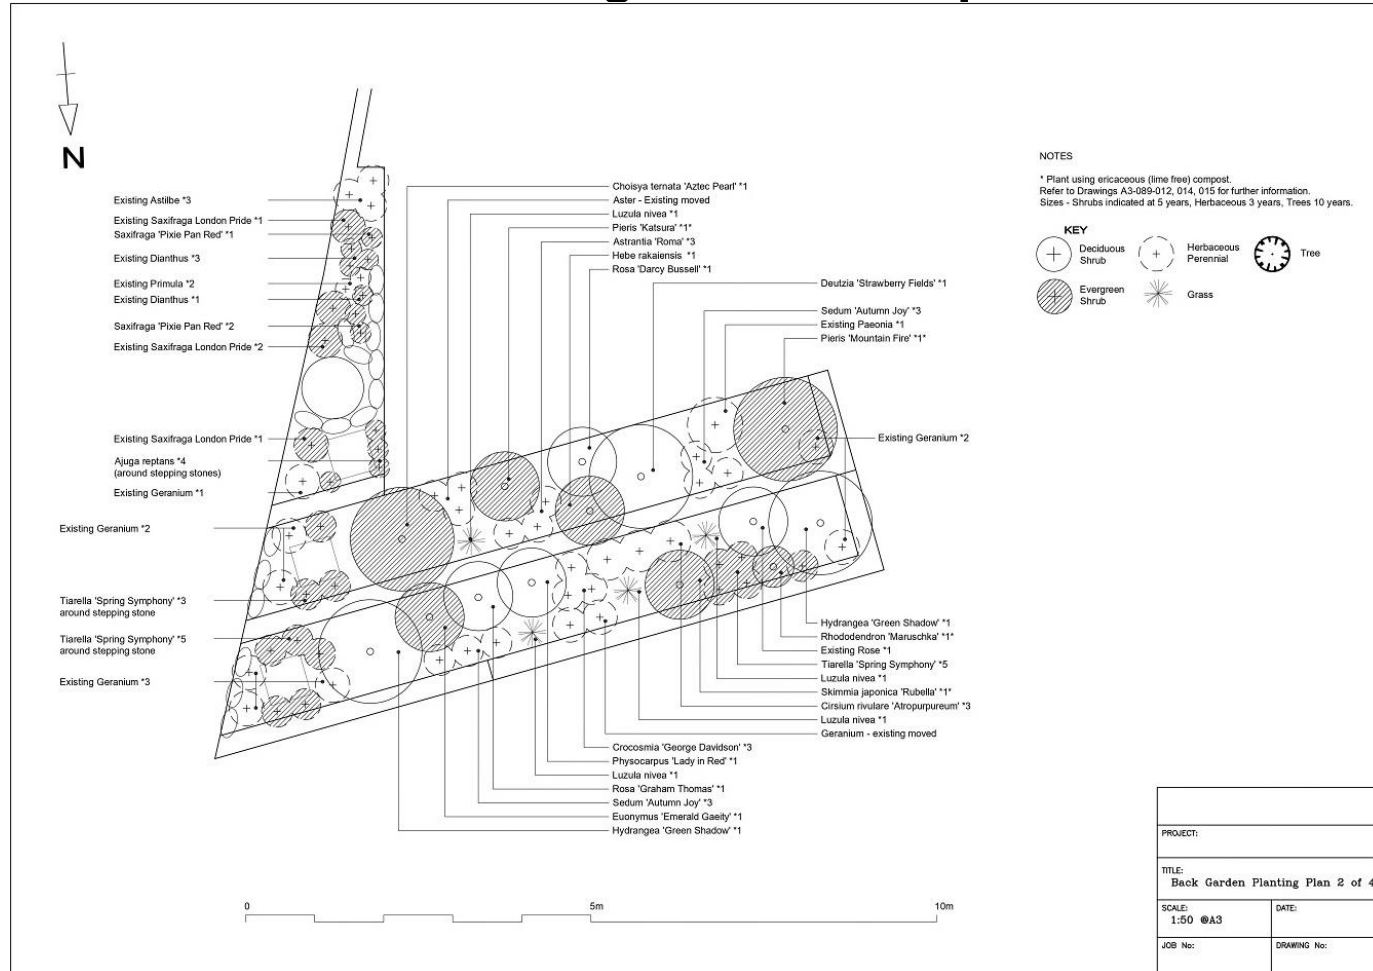 N
Existing Astilbe *3
Existing Saxifraga London Pride *1
Saxifraga 'Pixie Pan Red' *1
Existing Dianthus *3
Existing Primula *2
Existing Dianthus *1
Saxifraga 'Pixie Pan Red' *2
Existing Saxifraga London Pride *2
Existing Saxifraga London Pride *1
Ajuga reptans *4
(around stepping stones)
Existing Geranium *1
Existing Geranium *2
Tiarella 'Spring Symphony' *3
around stepping stone
Tiarella 'Spring Symphony' *5
around stepping stone
Existing Geranium *3
Choisya ternata 'Aztec Pearl' *1
Aster - Existing moved
Luzula nivea *1
Pieris 'Katsura' *1*
Astrantia 'Roma' *3
Hebe rakaiensis *1
Rosa 'Darcy Bussell' *1
Deutzia 'Strawberry Fields' *1
Sedum 'Autumn Joy' *3
Existing Paeonia *1
Pieris 'Mountain Fire' *1*
Existing Geranium *2
Hydrangea 'Green Shadow' *1
Rhododendron 'Maruschka' *1*
Existing Rose *1
Tiarella 'Spring Symphony' *5
Luzula nivea *1
Skimmia japonica 'Rubella' *1*
Cirsium rivulare 'Atropurpureum' *3
Luzula nivea *1
Geranium - existing moved
Crocosmia 'George Davidson' *3
Physocarpus 'Lady in Red' *1
Luzula nivea *1
Rosa 'Graham Thomas' *1
Sedum 'Autumn Joy' *3
Euonymus 'Emerald Gaeity' *1
Hydrangea 'Green Shadow' *1
NOTES
* Plant using ericaceous (lime free) compost.
Refer to Drawings A3-089-012, 014, 015 for further information.
Sizes - Shrubs indicated at 5 years, Herbaceous 3 years, Trees 10 years.
KEY
Deciduous
Shrub
Herbaceous
Perennial
Tree
Evergreen
Shrub
Grass
0
5m
10m
PROJECT:
TITLE:
Back Garden Planting Plan 2 of 4
SCALE:
1:50 @A3
DATE:
JOB No:
DRAWING No: